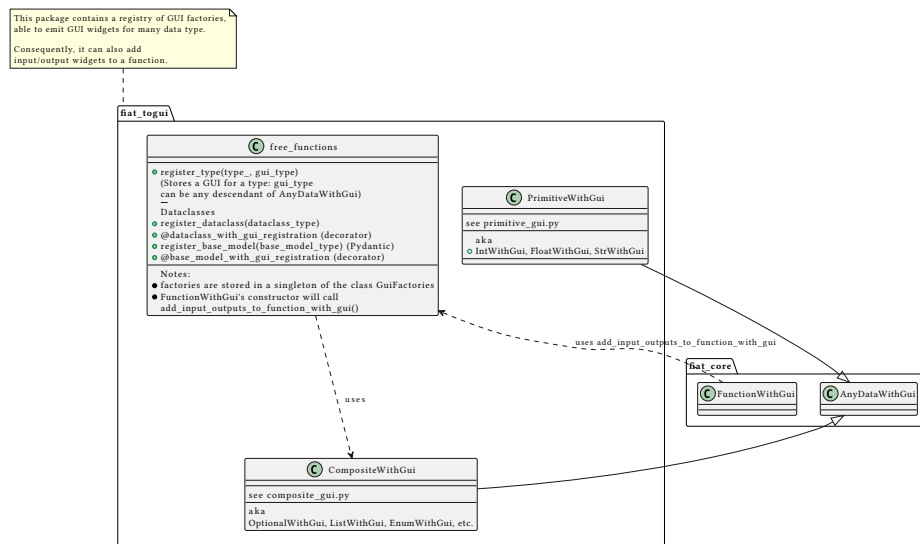 This package contains a registry of GUI factories,
able to emit GUI widgets for many data type.
Consequently, it can also add
input/output widgets to a function.
fiat_togui
C free_functions
register_type(type_, gui_type)
(Stores a GUI for a type: gui_type
can be any descendant of AnyDataWithGui)
Dataclasses
register_dataclass(dataclass_type)
@dataclass_with_gui_registration (decorator)
register_base_model(base_model_type) (Pydantic)
@base_model_with_gui_registration (decorator)
Notes:
factories are stored in a singleton of the class GuiFactories
FunctionWithGui's constructor will call
add_input_outputs_to_function_with_gui()
C PrimitiveWithGui
see primitive_gui.py
aka
IntWithGui, FloatWithGui, StrWithGui
uses add_input_outputs_to_function_with_gui
fiat_core
C FunctionWithGui
C AnyDataWithGui
uses
C CompositeWithGui
see composite_gui.py
aka
OptionalWithGui, ListWithGui, EnumWithGui, etc.